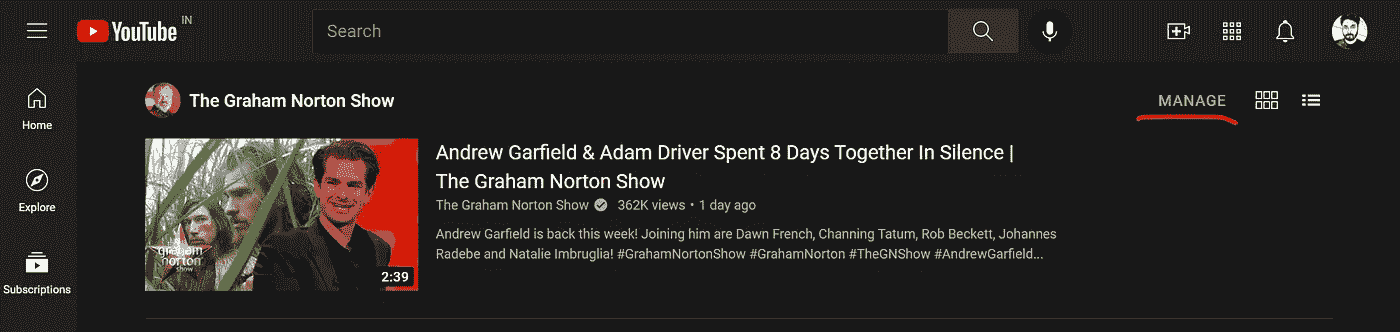 YouTube IN
Search
The Graham Norton Show
MANAGE
Home
Explore
Subscriptions
graham
norton
show
2:39
Andrew Garfield & Adam Driver Spent 8 Days Together In Silence |
The Graham Norton Show
The Graham Norton Show 362K views • 1 day ago
Andrew Garfield is back this week! Joining him are Dawn French, Channing Tatum, Rob Beckett, Johannes
Radebe and Natalie Imbruglia! #GrahamNortonShow #GrahamNorton #TheGNShow #AndrewGarfield...